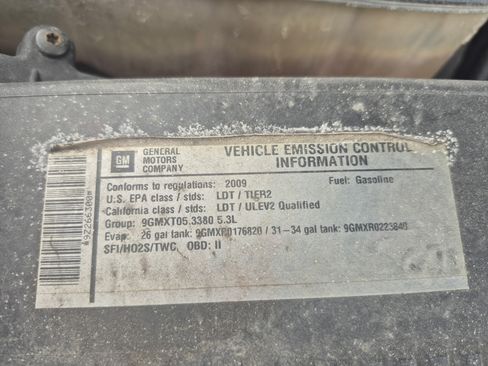 GM
GENERAL MOTORS COMPANY
VEHICLE EMISSION CONTROL INFORMATION
Conforms to regulations: 2009 Fuel: Gasoline
U.S. EPA class / stds: LDT / TIER2
California class / stds: LDT / ULEV2 Qualified
Group: 9GMXT05.3380 5.3L
Evap: 26 gal tank: 9GMXR0176820 / 31-34 gal tank: 9GMXR0223840
SFI/HO2S/TWC OBD: II